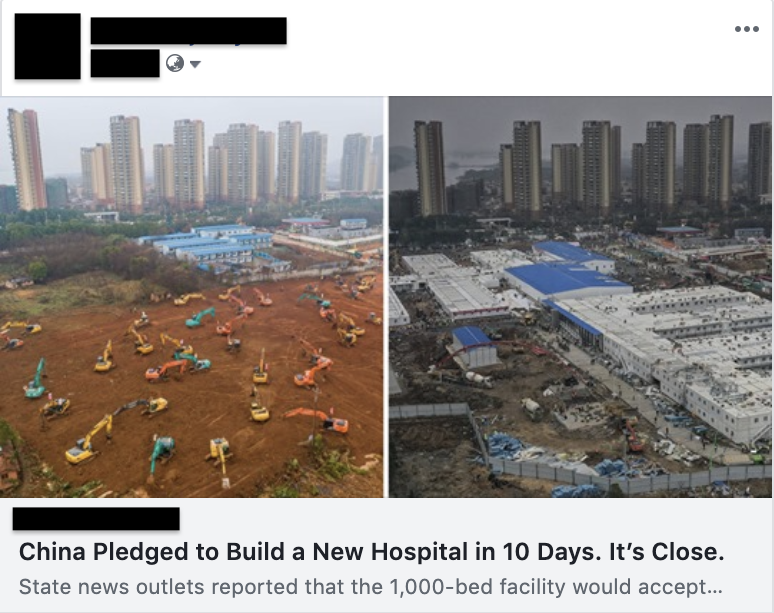 China Pledged to Build a New Hospital in 10 Days. It's Close.
State news outlets reported that the 1,000-bed facility would accept...